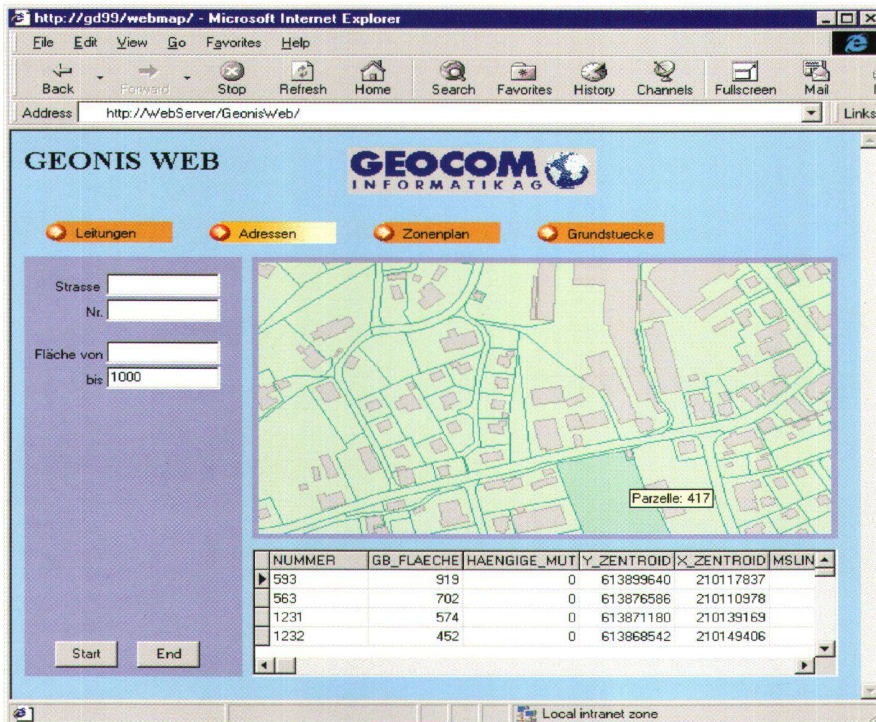 http://gd99/webmap/ - Microsoft Internet Explorer
File Edit View Go Favorites Help
Back Forward Stop Refresh Home Search Favorites History Channels Fullscreen Mail
Address http://WebServer/GeonisWeb/ Links
GEONIS WEB
GEOCOM
INFORMATIK AG
Leitungen Adressen Zonenplan Grundstuecke
Strasse
Nr.
Fläche von
bis 1000
Parzelle: 417
NUMMER GB_FLAECHE HAENGIGE_MUT Y_ZENTROID X_ZENTROID MSLIN
593 919 0 613899640 210117837
563 702 0 613876586 210110978
1231 574 0 613871180 210139169
1232 452 0 613868542 210149406
Start End
Local intranet zone